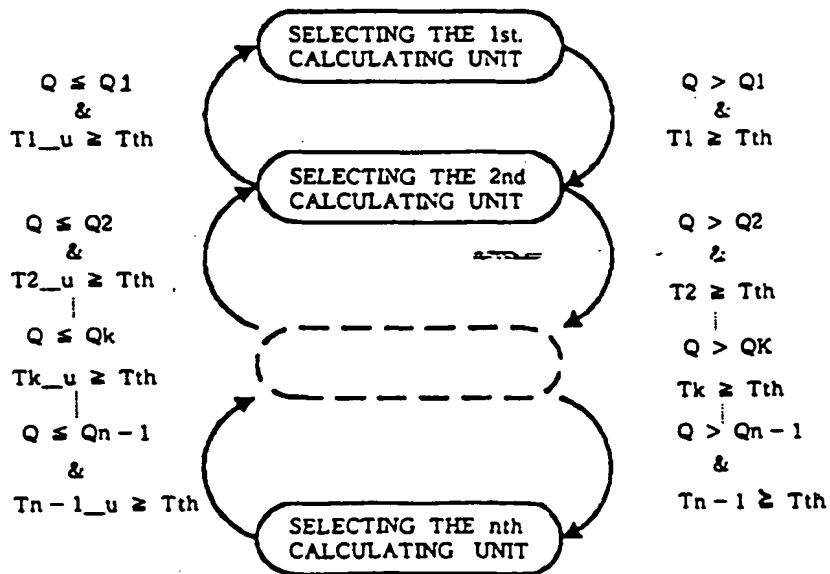 SELECTING THE 1st.
CALCULATING UNIT
Q ≦ Q1
&
T1_u ≧ Tth
Q > Q1
&
T1 ≧ Tth
SELECTING THE 2nd
CALCULATING UNIT
Q ≦ Q2
&
T2_u ≧ Tth
Q > Q2
&
T2 ≧ Tth
Q ≦ Qk
Tk_u ≧ Tth
Q > QK
Tk ≧ Tth
Q ≦ Qn-1
&
Tn-1_u ≧ Tth
Q > Qn-1
&
Tn-1 ≧ Tth
SELECTING THE nth
CALCULATING UNIT